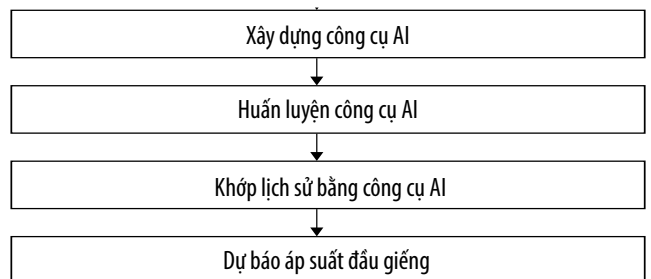 Xây dựng công cụ AI
Huấn luyện công cụ AI
Khớp lịch sử bằng công cụ AI
Dự báo áp suất đầu giếng